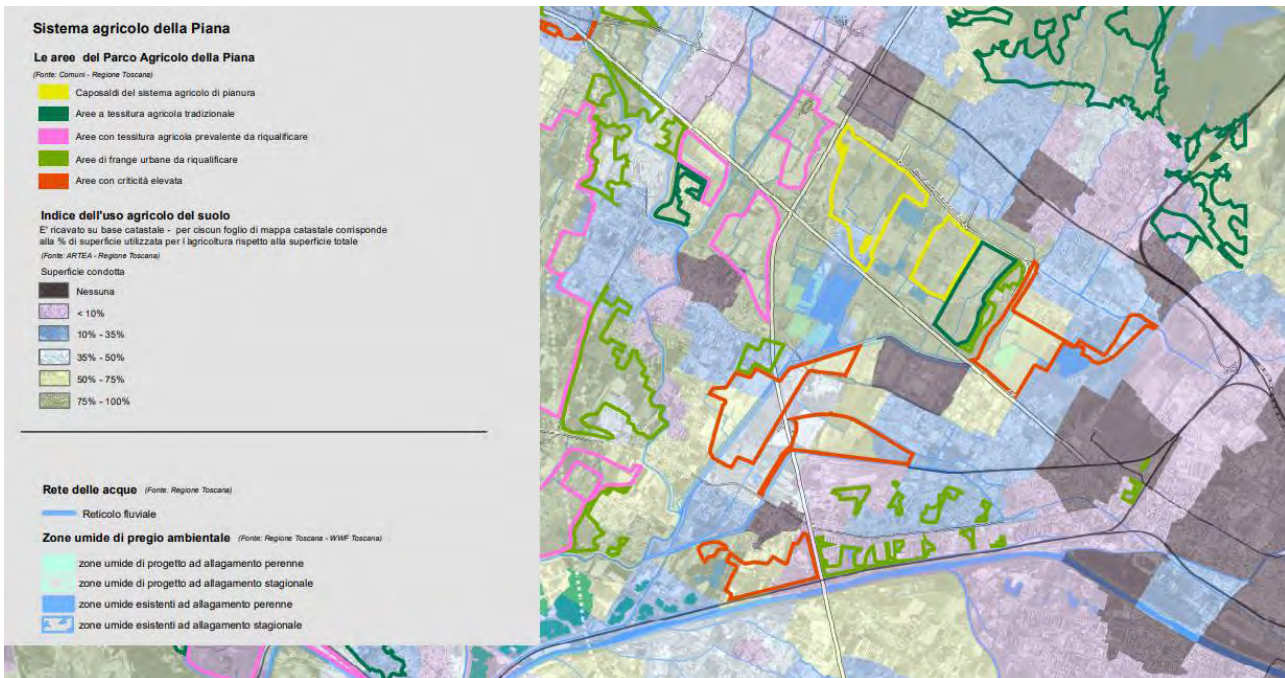 Sistema agricolo della Piana
Le aree del Parco Agricolo della Piana
(Fonte: Comuni - Regione Toscana)
Caposaldi del sistema agricolo di pianura
Aree a tessitura agricola tradizionale
Aree con tessitura agricola prevalente da riqualificare
Aree di frange urbane da riqualificare
Aree con criticità elevata
Indice dell'uso agricolo del suolo
E' ricavato su base catastale - per ciscun foglio di mappa catastale corrisponde
alla % di superficie utilizzata per l agricoltura rispetto alla superficie totale
(Fonte: ARTEA - Regione Toscana)
Superficie condotta
Nessuna
< 10%
10% - 35%
35% - 50%
50% - 75%
75% - 100%
Rete delle acque (Fonte: Regione Toscana)
Reticolo fluviale
Zone umide di pregio ambientale (Fonte: Regione Toscana - WWF Toscana)
zone umide di progetto ad allagamento perenne
zone umide di progetto ad allagamento stagionale
zone umide esistenti ad allagamento perenne
zone umide esistenti ad allagamento stagionale